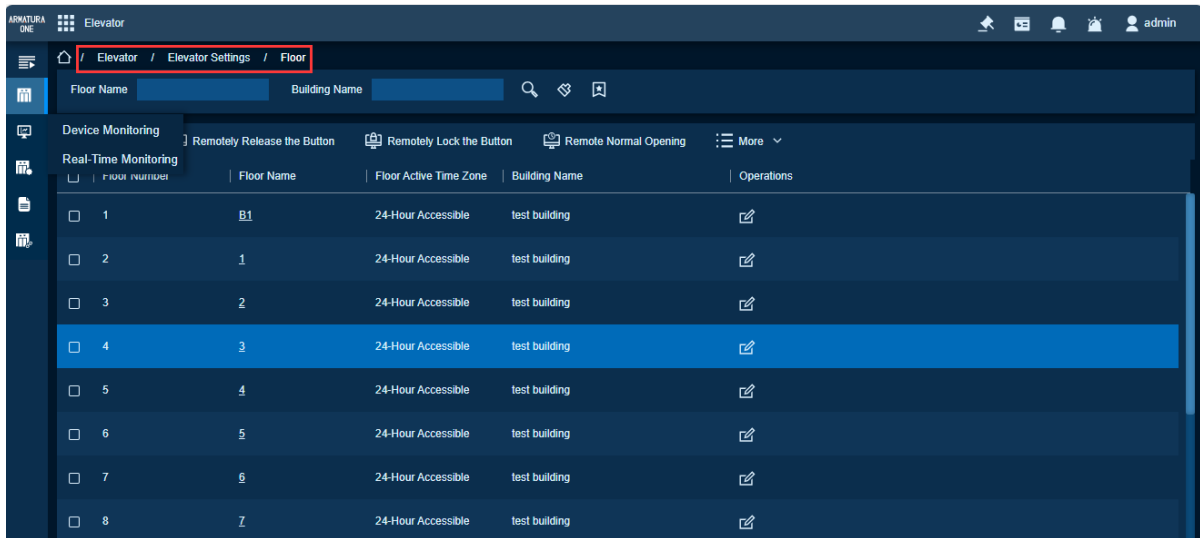 ARMATURA
ONE
Elevator
admin
/ Elevator / Elevator Settings / Floor
Floor Name
Building Name
Device Monitoring
Real-Time Monitoring
Remotely Release the Button
Remotely Lock the Button
Remote Normal Opening
More
Floor Number
Floor Name
Floor Active Time Zone
Building Name
Operations
1 B1 24-Hour Accessible test building
2 1 24-Hour Accessible test building
3 2 24-Hour Accessible test building
4 3 24-Hour Accessible test building
5 4 24-Hour Accessible test building
6 5 24-Hour Accessible test building
7 6 24-Hour Accessible test building
8 7 24-Hour Accessible test building